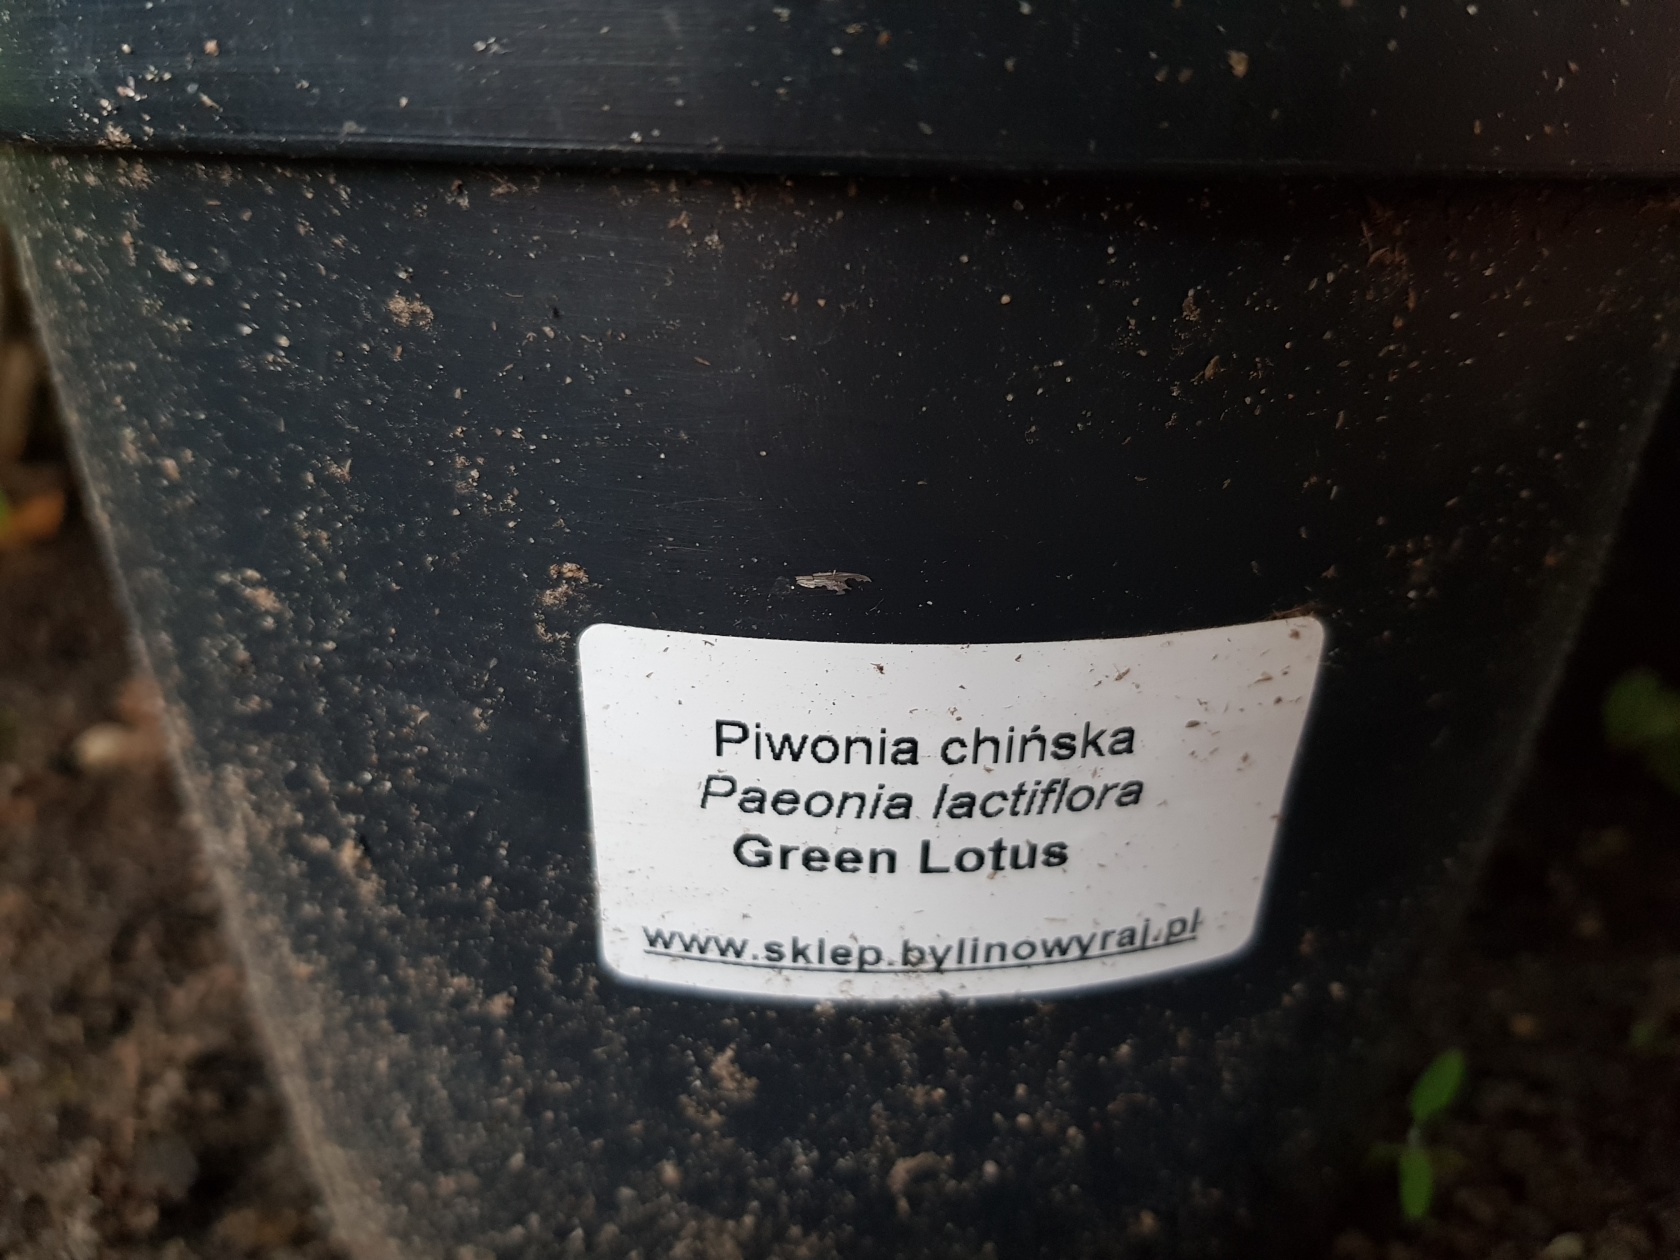 Piwonia chińska
Paeonia lactiflora
Green Lotus
www.sklep.bylinowyraj.pl